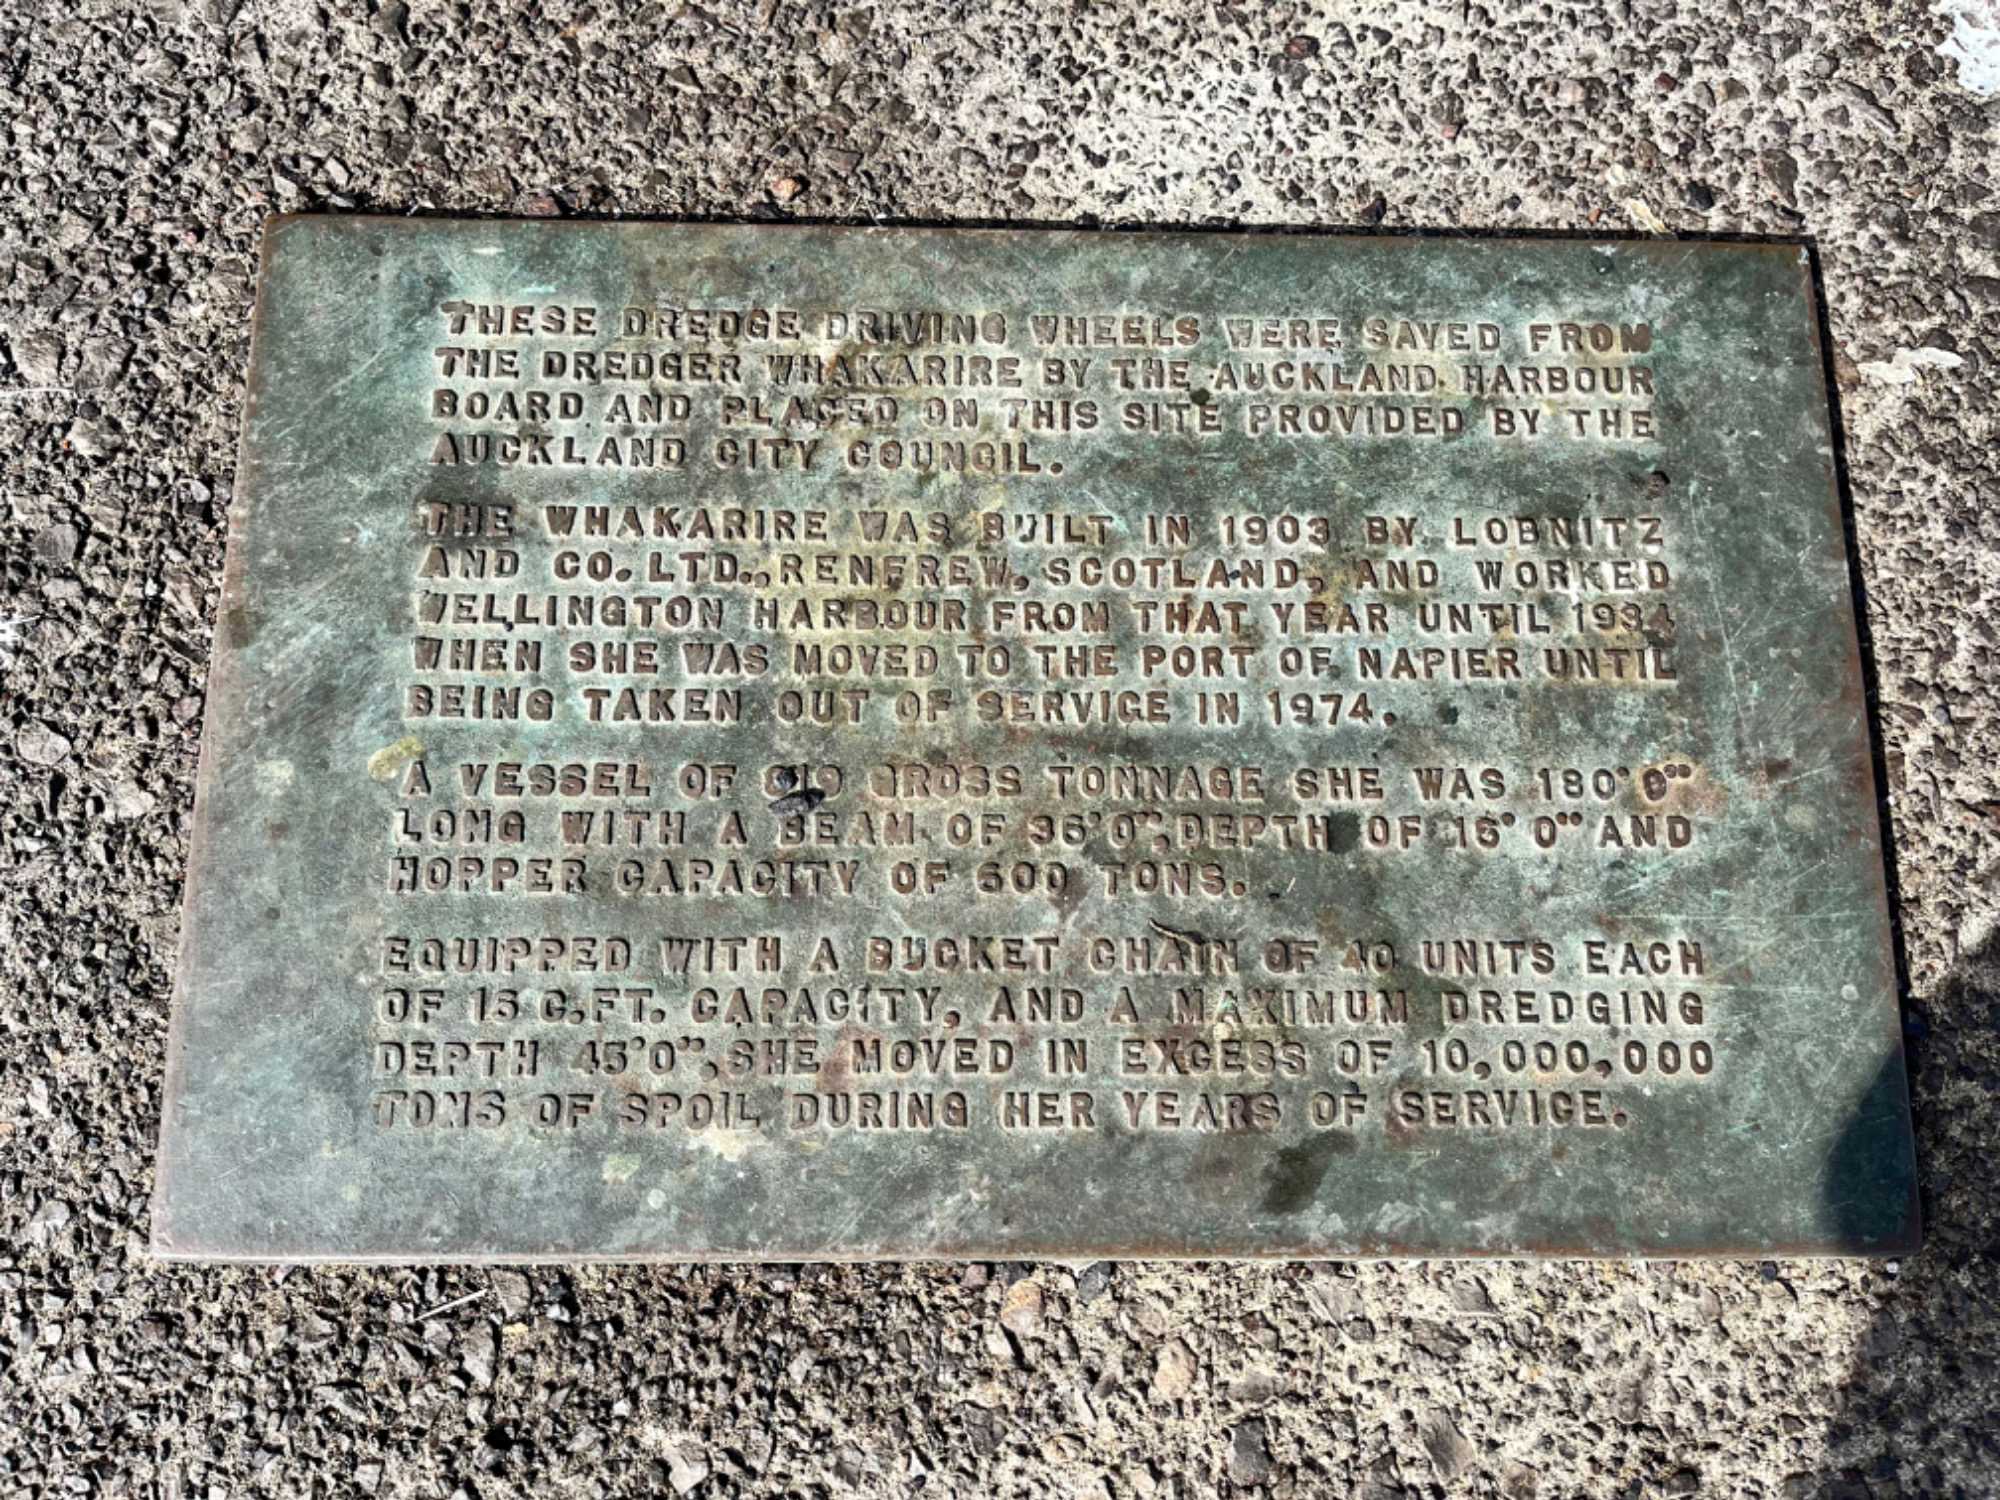 THESE DREDGE DRIVING WHEELS WERE SAVED FROM
THE DREDGER WHAKARIRE BY THE AUCKLAND HARBOUR
BOARD AND PLACED ON THIS SITE PROVIDED BY THE
AUCKLAND CITY COUNCIL.
THE WHAKARIRE WAS BUILT IN 1903 BY LOBNITZ
AND CO. LTD., RENFREW, SCOTLAND, AND WORKED
WELLINGTON HARBOUR FROM THAT YEAR UNTIL 1934
WHEN SHE WAS MOVED TO THE PORT OF NAPIER UNTIL
BEING TAKEN OUT OF SERVICE IN 1974.
A VESSEL OF GROSS TONNAGE SHE WAS 180'0"
LONG WITH A BEAM OF 36'0", DEPTH OF 16'0" AND
HOPPER CAPACITY OF 600 TONS.
EQUIPPED WITH A BUCKET CHAIN OF 40 UNITS EACH
OF 15 C.FT. CAPACITY, AND A MAXIMUM DREDGING
DEPTH 45'0", SHE MOVED IN EXCESS OF 10,000,000
TONS OF SPOIL DURING HER YEARS OF SERVICE.